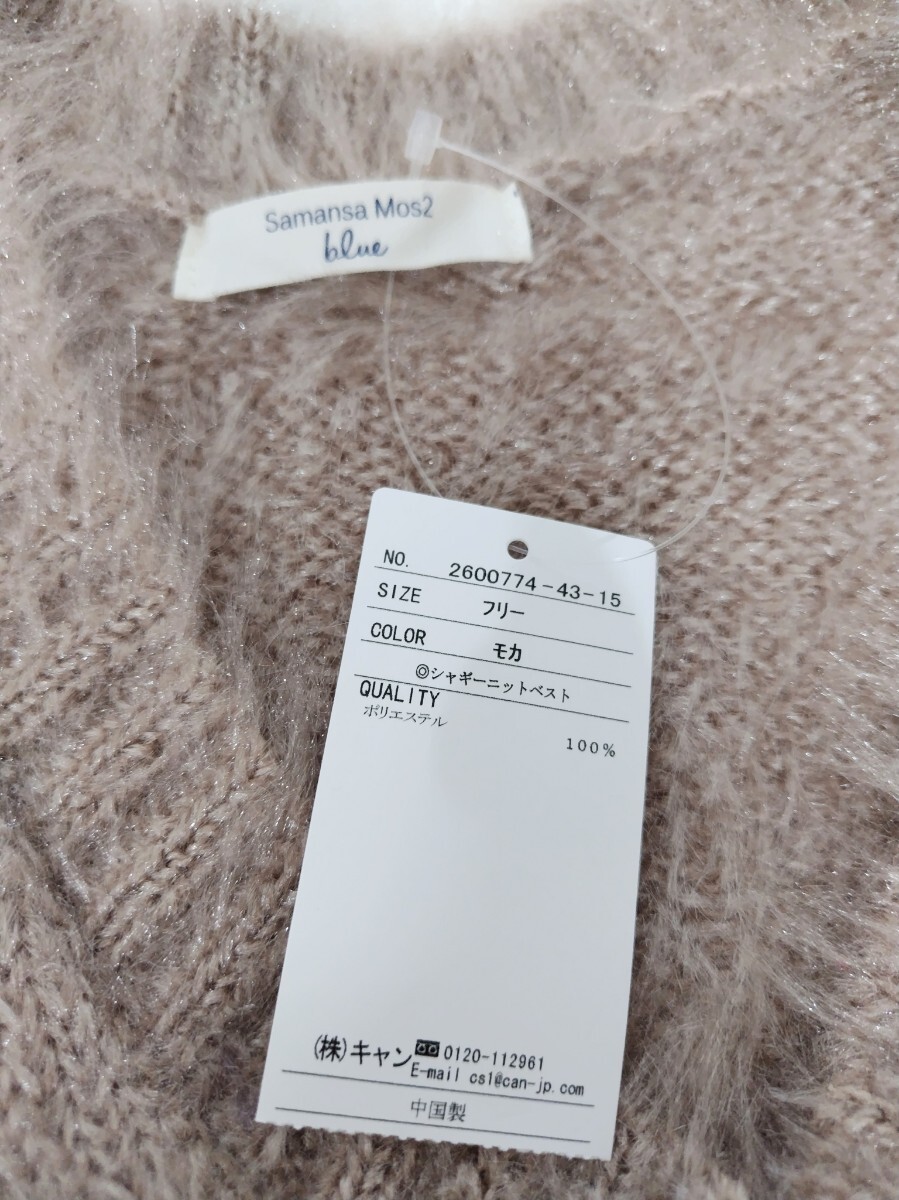 Samansa Mos2
blue
NO. 2600774-43-15
SIZE フリー
COLOR モカ
◎シャギーニットベスト
QUALITY
ポリエステル
100%
(株)キャン 0120-112961
E-mail cs1@can-jp.com
中国製